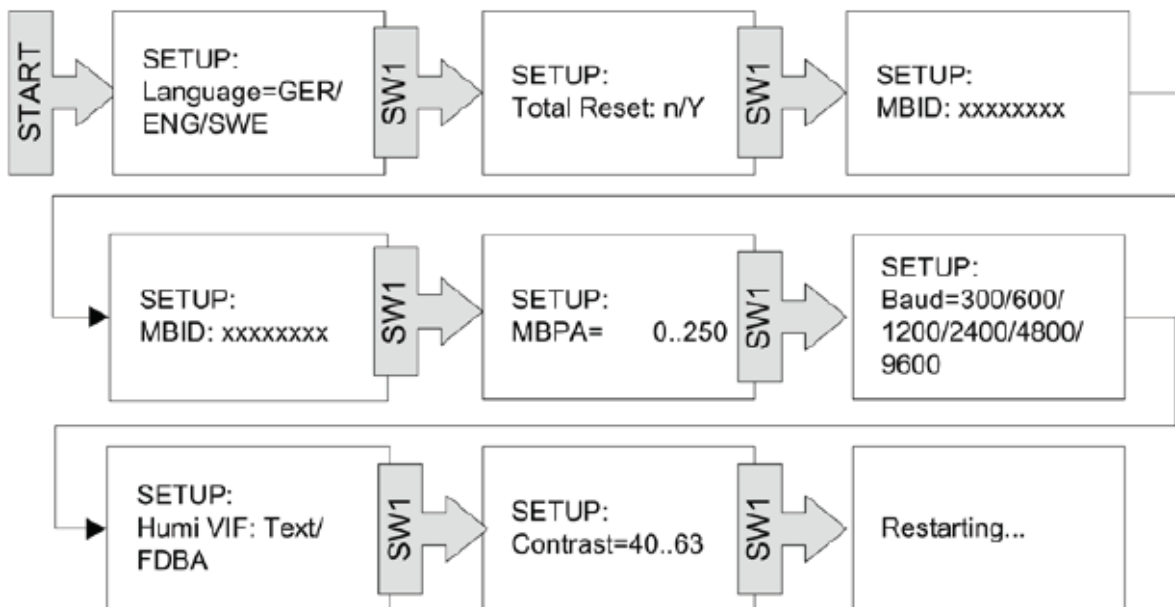 START
SETUP:
Language=GER/
ENG/SWE
SW1
SETUP:
Total Reset: n/Y
SW1
SETUP:
MBID: xxxxxxxx
SETUP:
MBID: xxxxxxxx
SW1
SETUP:
MBPA= 0..250
SW1
SETUP:
Baud=300/600/
1200/2400/4800/
9600
SETUP:
Humi VIF: Text/
FDBA
SW1
SETUP:
Contrast=40..63
SW1
Restarting...